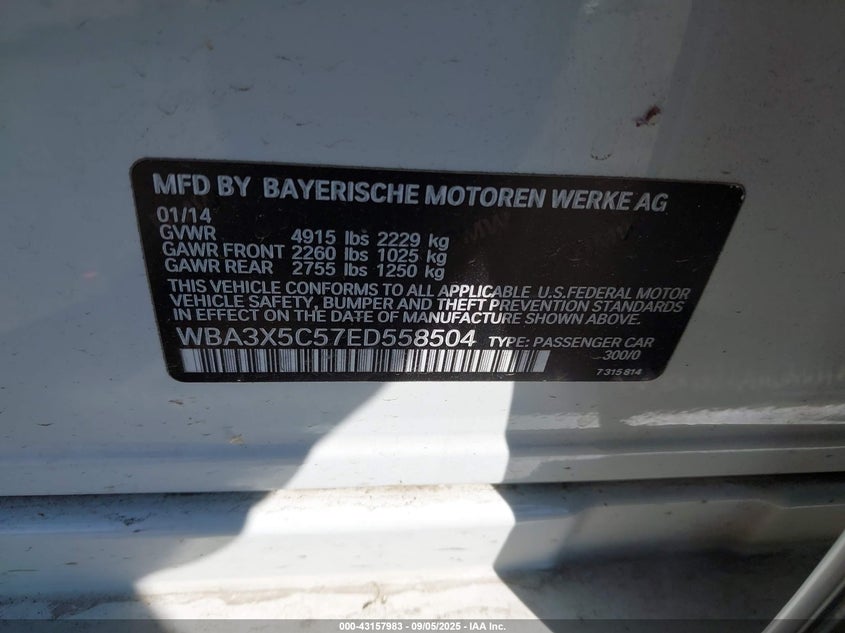 MFD BY BAYERISCHE MOTOREN WERKE AG
01/14
GVWR 4915 lbs 2229 kg
GAWR FRONT 2260 lbs 1025 kg
GAWR REAR 2755 lbs 1250 kg
THIS VEHICLE CONFORMS TO ALL APPLICABLE U.S.FEDERAL MOTOR
VEHICLE SAFETY, BUMPER AND THEFT PREVENTION STANDARDS
IN EFFECT ON THE DATE OF MANUFACTURE SHOWN ABOVE.
WBA3X5C57ED558504 TYPE: PASSENGER CAR
300/0
7 315 814
000-43157983 - 09/05/2025 - IAA Inc.